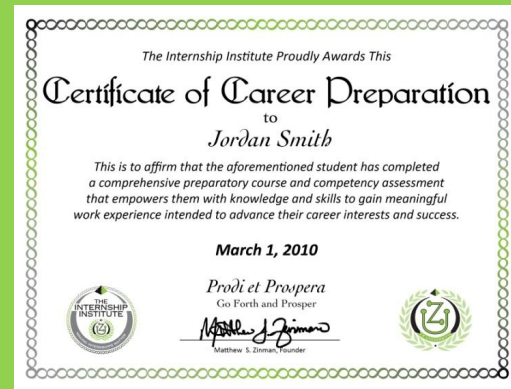 The Internship Institute Proudly Awards This
Certificate of Career Preparation
to
Jordan Smith
This is to affirm that the aforementioned student has completed
a comprehensive preparatory course and competency assessment
that empowers them with knowledge and skills to gain meaningful
work experience intended to advance their career interests and success.
March 1, 2010
Prodi et Prospera
Go Forth and Prosper
Matthew S. Zinman, Founder
THE
INTERNSHIP
INSTITUTE